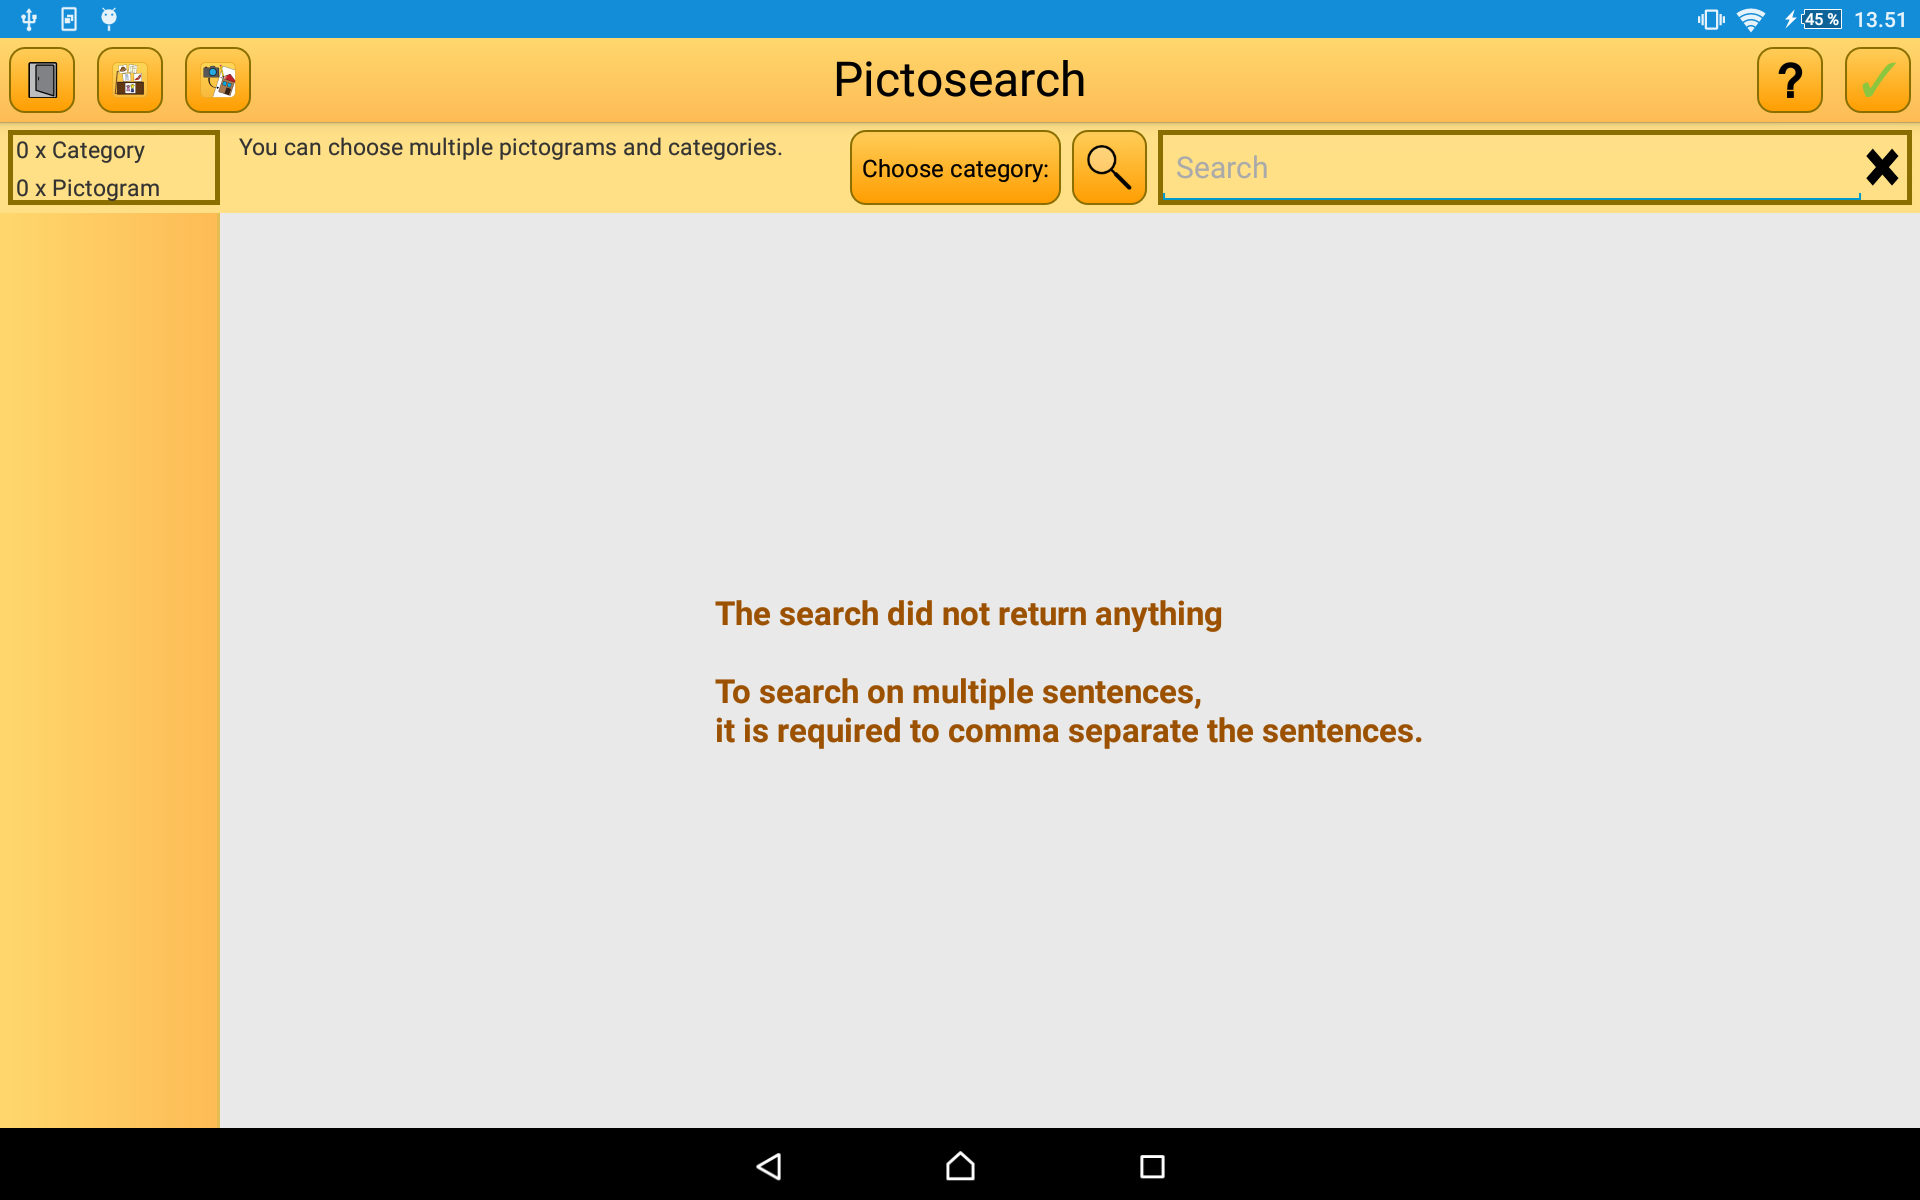 45 %
13.51
Pictosearch
?
0 x Category
0 x Pictogram
You can choose multiple pictograms and categories.
Choose category:
Search
The search did not return anything
To search on multiple sentences,
it is required to comma separate the sentences.